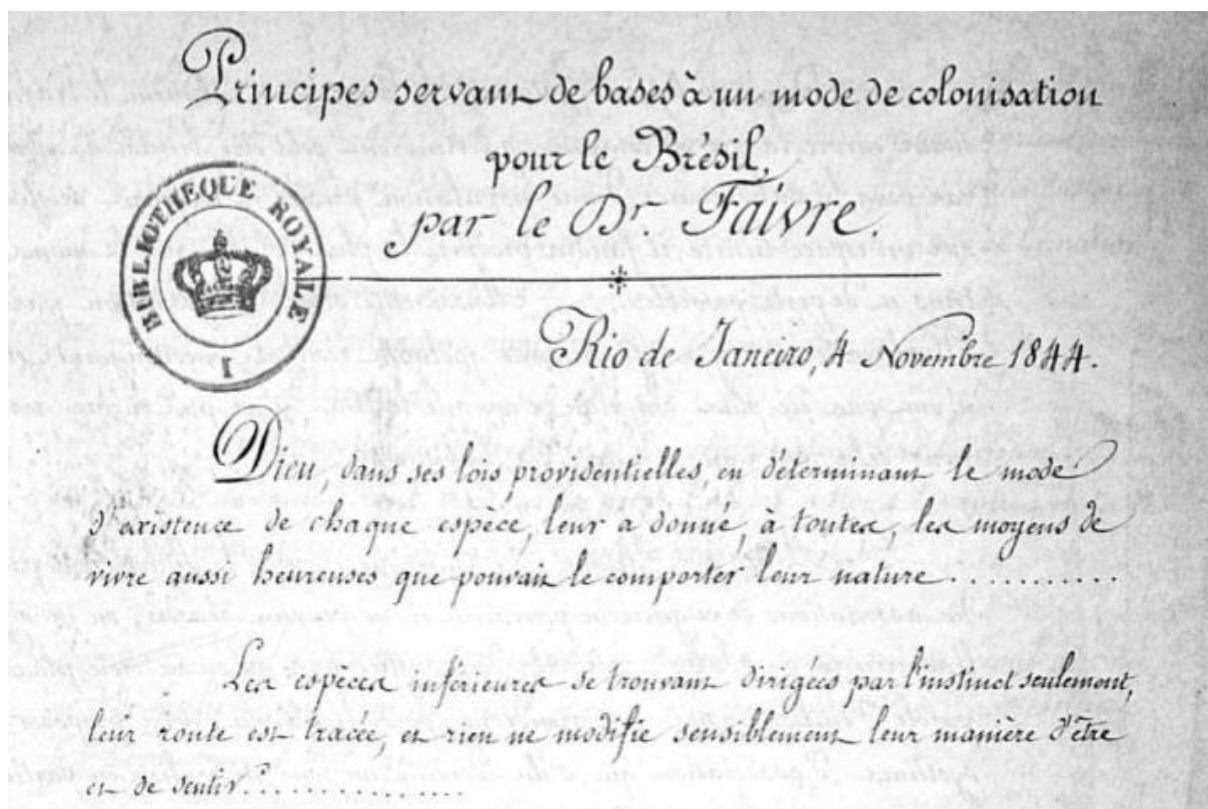 Principes servant de bases à un mode de colonisation
pour le Brésil,
par le Dr. Faivre.
BIBLIOTHEQUE ROYALE
I
Rio de Janeiro, 4 Novembre 1844.
Dieu, dans ses lois providentielles, en déterminant le mode
d'existence de chaque espèce, leur a donné, à toutes, les moyens de
vivre aussi heureuses que pouvait le comporter leur nature...........
Les espèces inférieures se trouvant dirigées par l'instinct seulement,
leur route est tracée, et rien ne modifie sensiblement leur manière d'être
et de sentir................